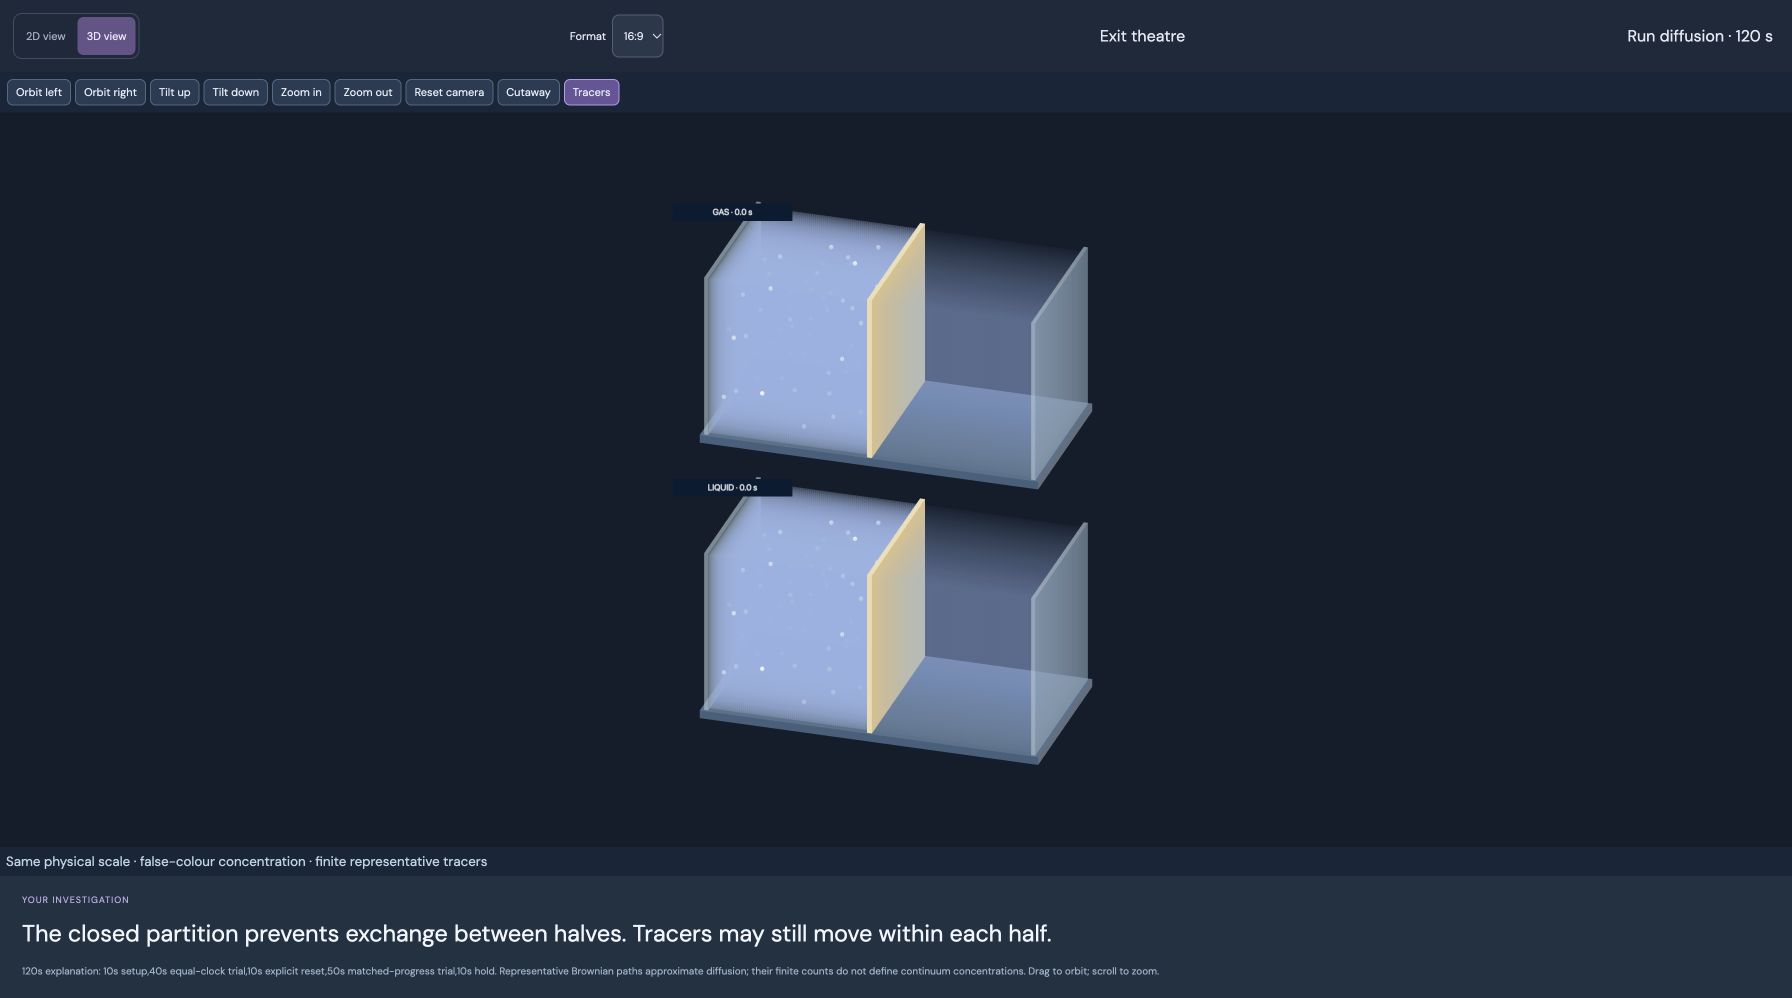 2D view 3D view Format 16:9 Exit theatre Run diffusion · 120 s
Orbit left Orbit right Tilt up Tilt down Zoom in Zoom out Reset camera Cutaway Tracers
GAS · 0.0 s
LIQUID · 0.0 s
Same physical scale · false-colour concentration · finite representative tracers
YOUR INVESTIGATION
The closed partition prevents exchange between halves. Tracers may still move within each half.
120s explanation: 10s setup,40s equal-clock trial,10s explicit reset,50s matched-progress trial,10s hold. Representative Brownian paths approximate diffusion; their finite counts do not define continuum concentrations. Drag to orbit; scroll to zoom.